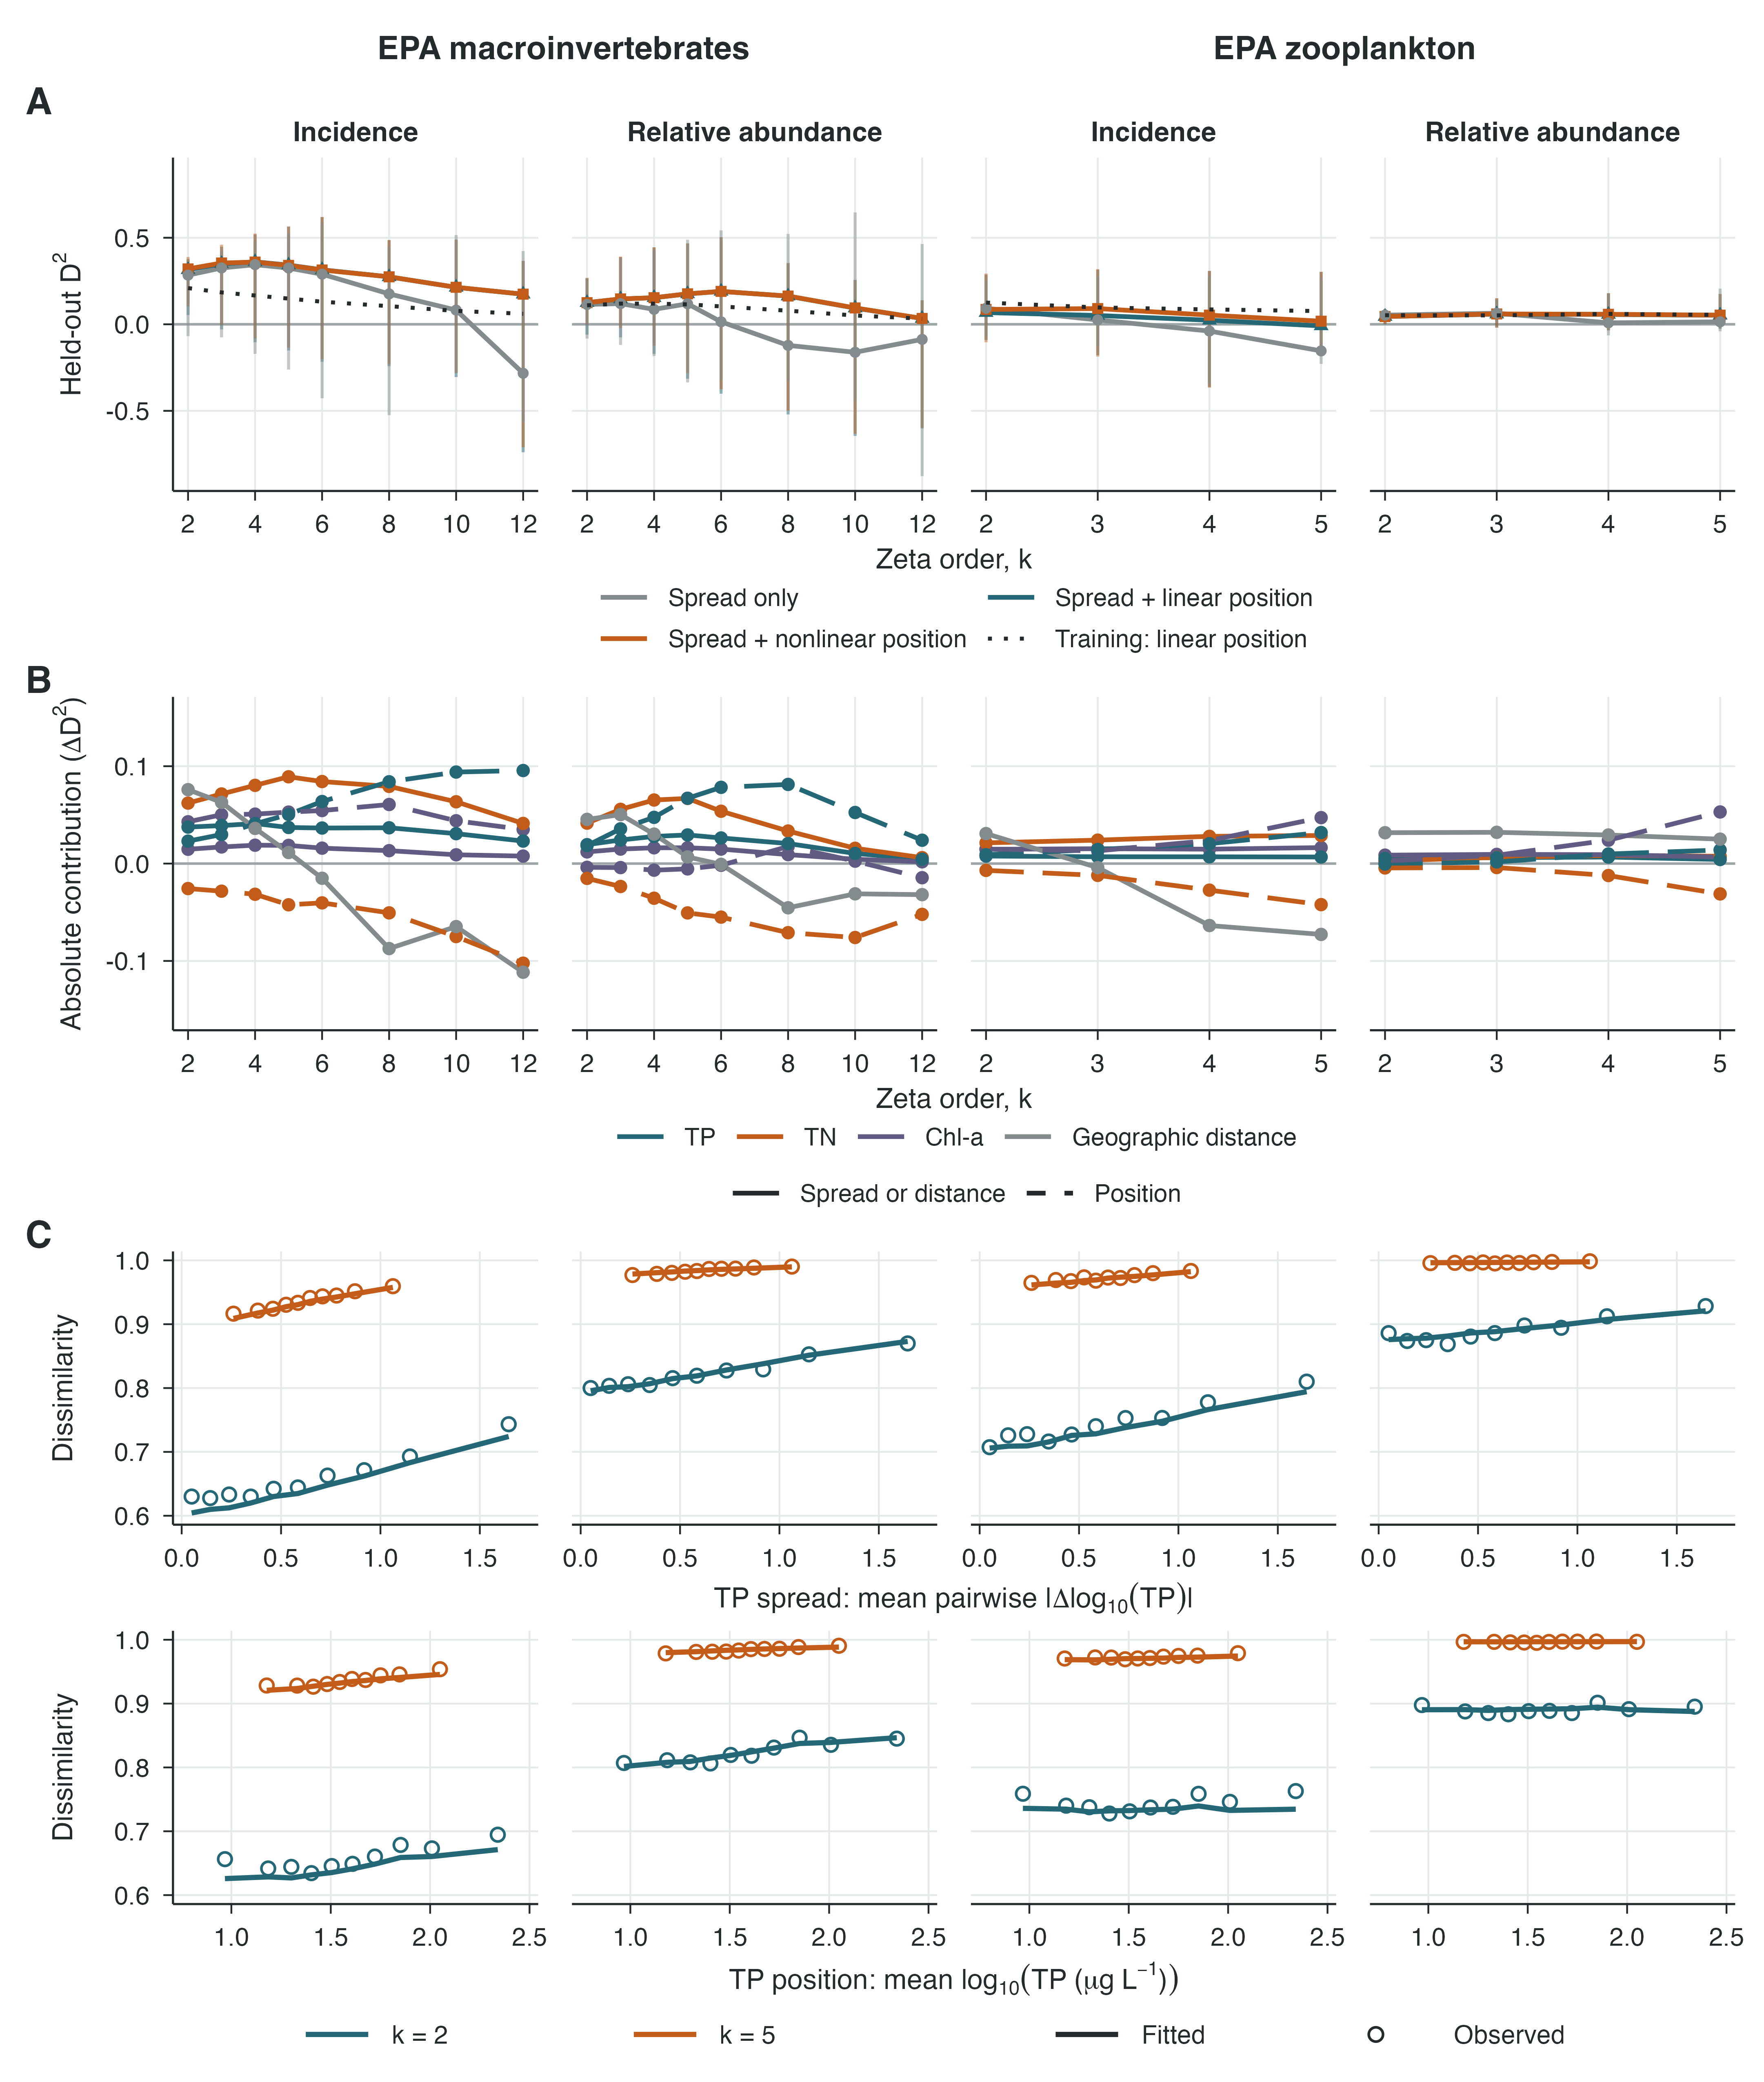 EPA macroinvertebrates EPA zooplankton
A
Incidence Relative abundance Incidence Relative abundance
Held-out D²
0.5
0.0
-0.5
2 4 6 8 10 12 2 4 6 8 10 12 2 3 4 5 2 3 4 5
Zeta order, k
Spread only Spread + linear position
Spread + nonlinear position Training: linear position
B
Absolute contribution (ΔD²)
0.1
0.0
-0.1
2 4 6 8 10 12 2 4 6 8 10 12 2 3 4 5 2 3 4 5
Zeta order, k
TP TN Chl-a Geographic distance
Spread or distance Position
C
Dissimilarity
1.0
0.9
0.8
0.7
0.6
0.0 0.5 1.0 1.5 0.0 0.5 1.0 1.5 0.0 0.5 1.0 1.5 0.0 0.5 1.0 1.5
TP spread: mean pairwise |Δlog₁₀(TP)|
Dissimilarity
1.0
0.9
0.8
0.7
0.6
1.0 1.5 2.0 2.5 1.0 1.5 2.0 2.5 1.0 1.5 2.0 2.5 1.0 1.5 2.0 2.5
TP position: mean log₁₀(TP (μg L⁻¹))
k = 2 k = 5 Fitted Observed